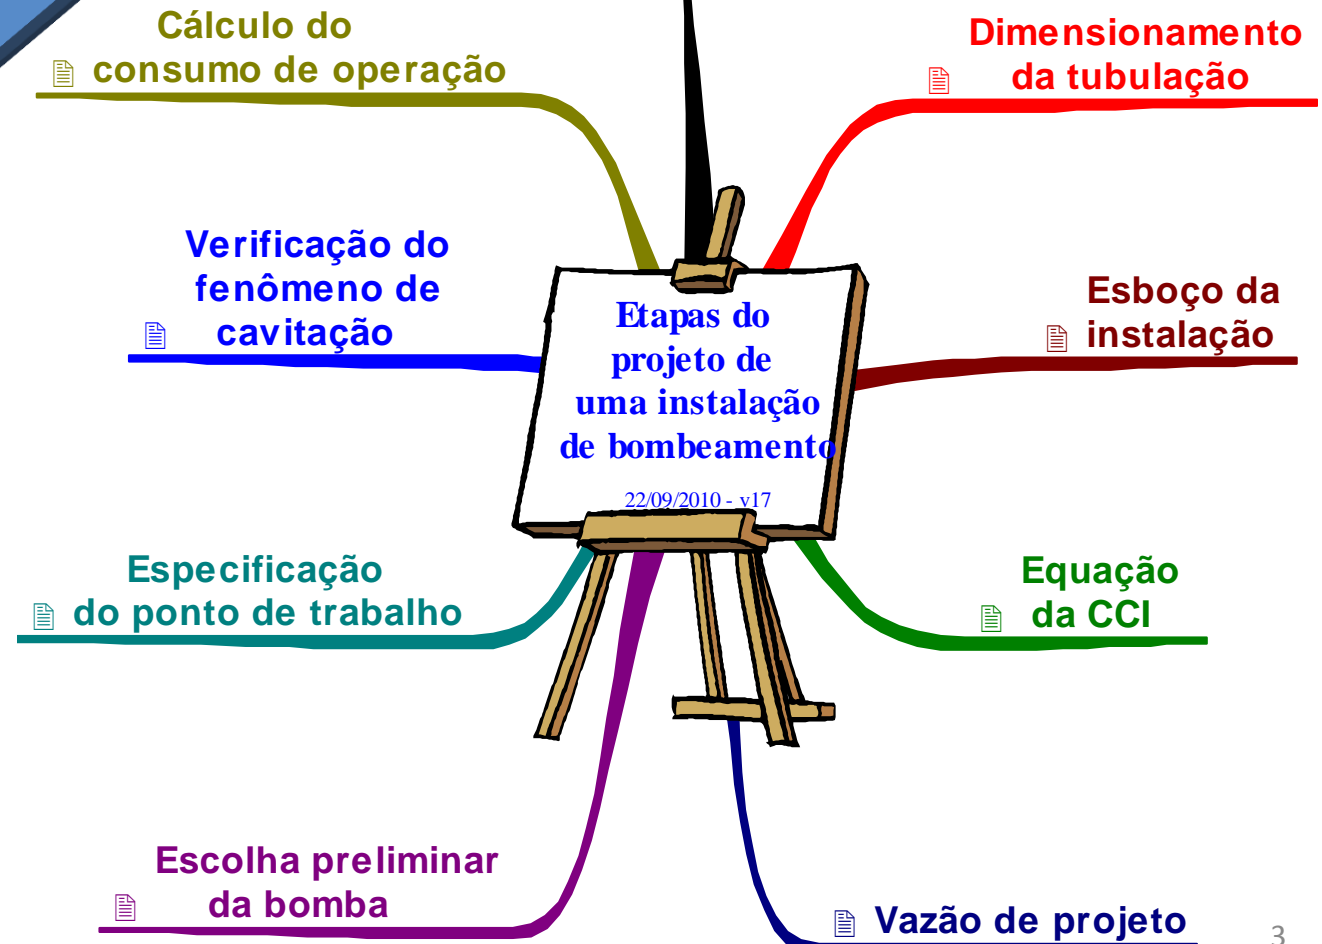 Cálculo do
consumo de operação
Dimensionamento
da tubulação
Verificação do
fenômeno de
cavitação
Esboço da
instalação
Etapas do
projeto de
uma instalação
de bombeamento
22/09/2010 - v17
Especificação
do ponto de trabalho
Equação
da CCI
Escolha preliminar
da bomba
Vazão de projeto
3